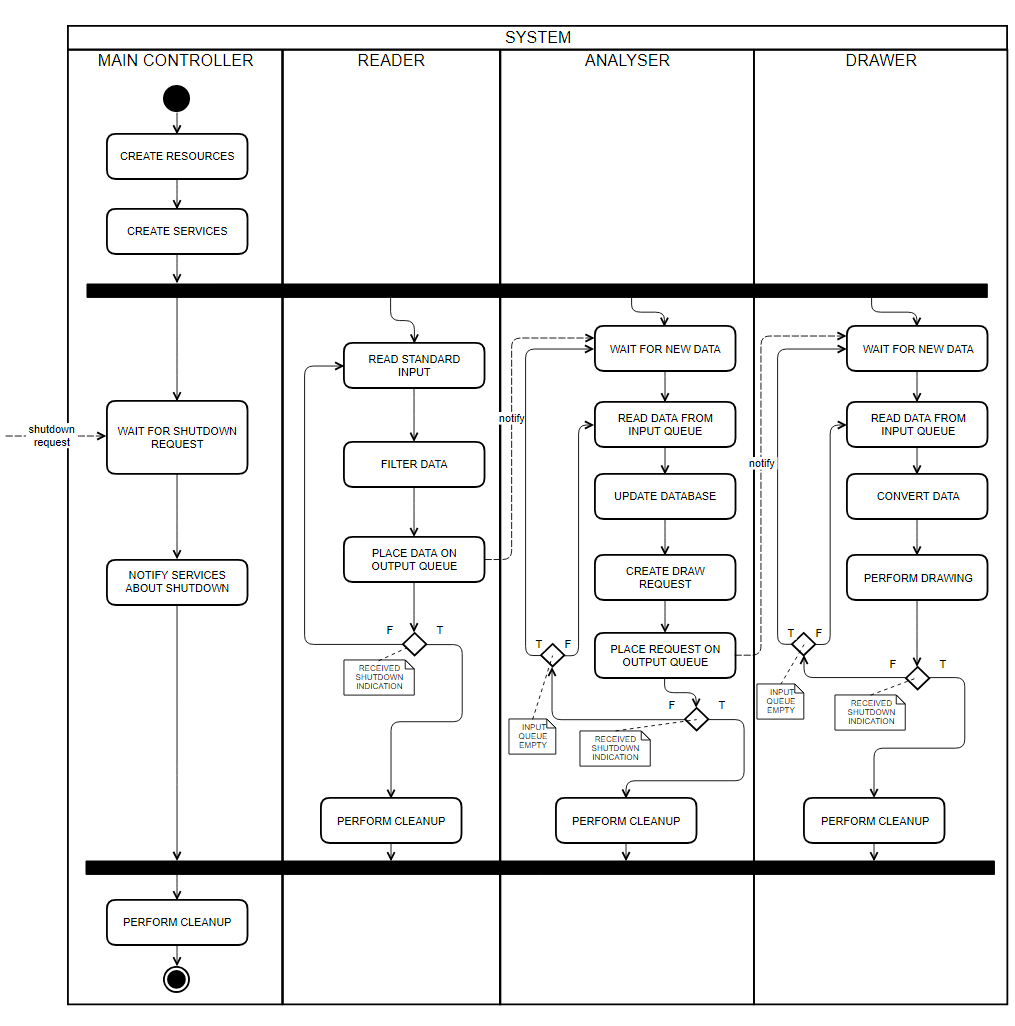 SYSTEM
MAIN CONTROLLER
READER
ANALYSER
DRAWER
CREATE RESOURCES
CREATE SERVICES
shutdown
request
WAIT FOR SHUTDOWN
REQUEST
NOTIFY SERVICES
ABOUT SHUTDOWN
PERFORM CLEANUP
READ STANDARD
INPUT
FILTER DATA
PLACE DATA ON
OUTPUT QUEUE
F
T
RECEIVED
SHUTDOWN
INDICATION
PERFORM CLEANUP
notify
WAIT FOR NEW DATA
READ DATA FROM
INPUT QUEUE
UPDATE DATABASE
CREATE DRAW
REQUEST
PLACE REQUEST ON
OUTPUT QUEUE
T
F
INPUT
QUEUE
EMPTY
F
T
RECEIVED
SHUTDOWN
INDICATION
PERFORM CLEANUP
notify
WAIT FOR NEW DATA
READ DATA FROM
INPUT QUEUE
CONVERT DATA
PERFORM DRAWING
T
F
INPUT
QUEUE
EMPTY
F
T
RECEIVED
SHUTDOWN
INDICATION
PERFORM CLEANUP